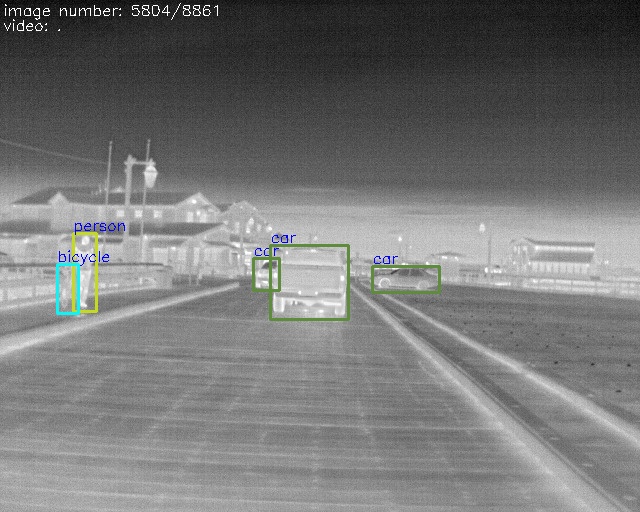 image number: 5804/8861
video: .
person
bicycle
car
car
car